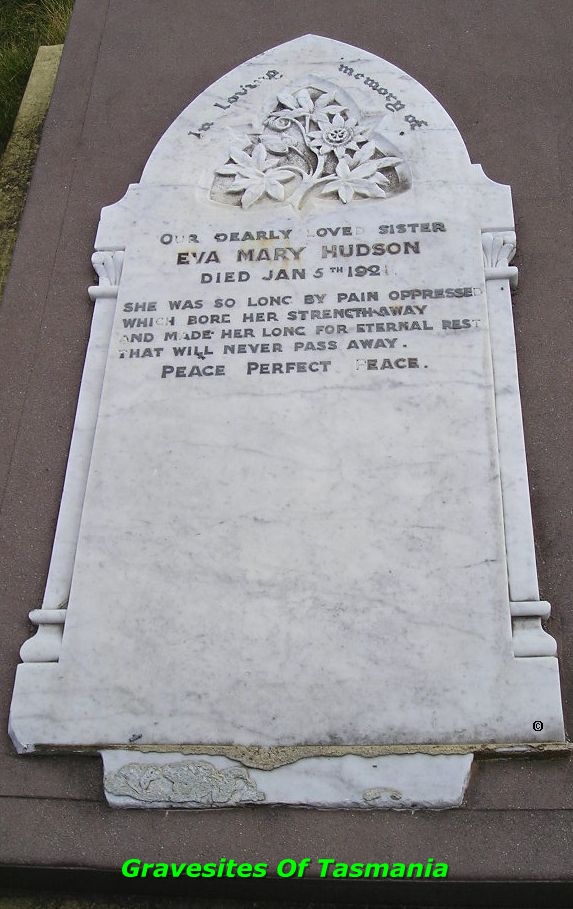 In loving memory of
OUR DEARLY LOVED SISTER
EVA MARY HUDSON
DIED JAN 5TH 1921.
SHE WAS SO LONG BY PAIN OPPRESSED
WHICH BORE HER STRENGTH AWAY
AND MADE HER LONG FOR ETERNAL REST
THAT WILL NEVER PASS AWAY.
PEACE PERFECT PEACE.
©
Gravesites Of Tasmania